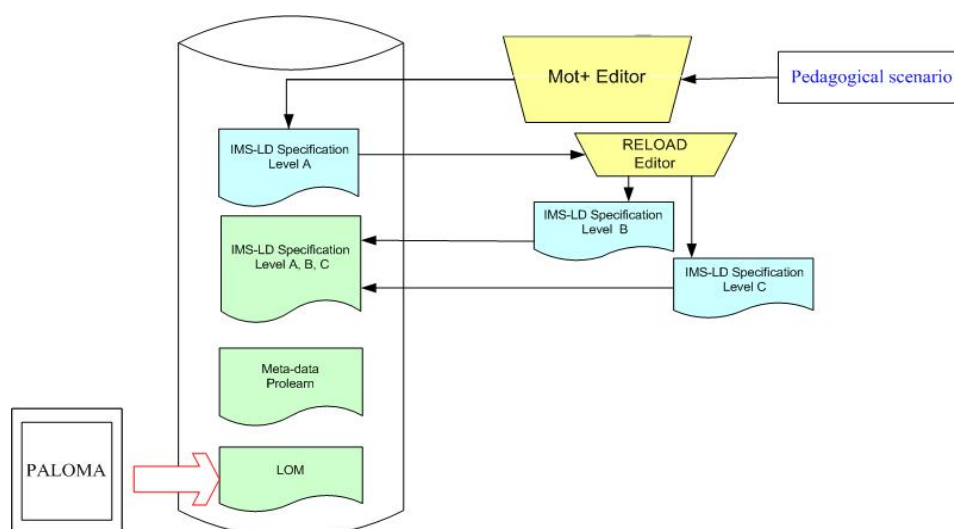 Mot+ Editor
Pedagogical scenario
IMS-LD Specification
Level A
RELOAD
Editor
IMS-LD Specification
Level B
IMS-LD Specification
Level A, B, C
IMS-LD Specification
Level C
Meta-data
Prolearn
PALOMA
LOM